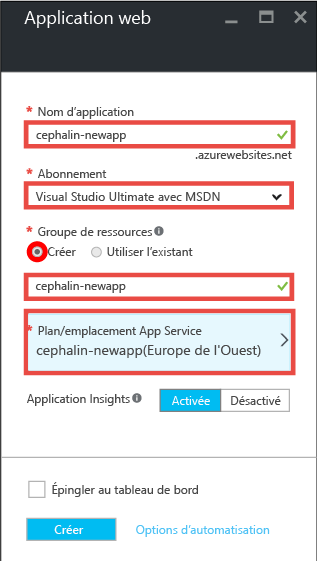 Application web
* Nom d'application
cephalin-newapp
.azurewebsites.net
* Abonnement
Visual Studio Ultimate avec MSDN
* Groupe de ressources
Créer Utiliser l'existant
cephalin-newapp
* Plan/emplacement App Service
cephalin-newapp(Europe de l'Ouest)
Application Insights Activée Désactivé
Épingler au tableau de bord
Créer Options d'automatisation